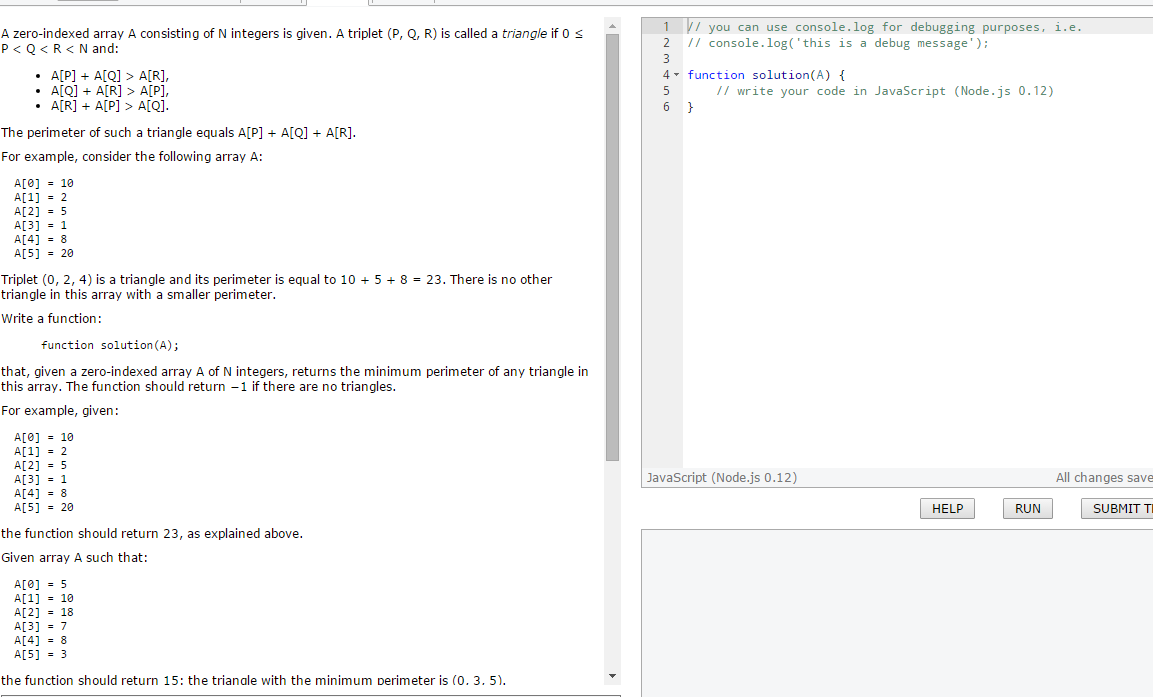 A zero-indexed array A consisting of N integers is given. A triplet (P, Q, R) is called a triangle if 0 ≤
P < Q < R < N and:
• A[P] + A[Q] > A[R],
• A[Q] + A[R] > A[P],
• A[R] + A[P] > A[Q].
The perimeter of such a triangle equals A[P] + A[Q] + A[R].
For example, consider the following array A:
A[0] = 10
A[1] = 2
A[2] = 5
A[3] = 1
A[4] = 8
A[5] = 20
Triplet (0, 2, 4) is a triangle and its perimeter is equal to 10 + 5 + 8 = 23. There is no other
triangle in this array with a smaller perimeter.
Write a function:
function solution(A);
that, given a zero-indexed array A of N integers, returns the minimum perimeter of any triangle in
this array. The function should return −1 if there are no triangles.
For example, given:
A[0] = 10
A[1] = 2
A[2] = 5
A[3] = 1
A[4] = 8
A[5] = 20
the function should return 23, as explained above.
Given array A such that:
A[0] = 5
A[1] = 10
A[2] = 18
A[3] = 7
A[4] = 8
A[5] = 3
the function should return 15: the triangle with the minimum perimeter is (0, 3, 5).
1 // you can use console.log for debugging purposes, i.e.
2 // console.log('this is a debug message');
3
4 function solution(A) {
5 // write your code in JavaScript (Node.js 0.12)
6 }
JavaScript (Node.js 0.12) All changes save
HELP RUN SUBMIT T